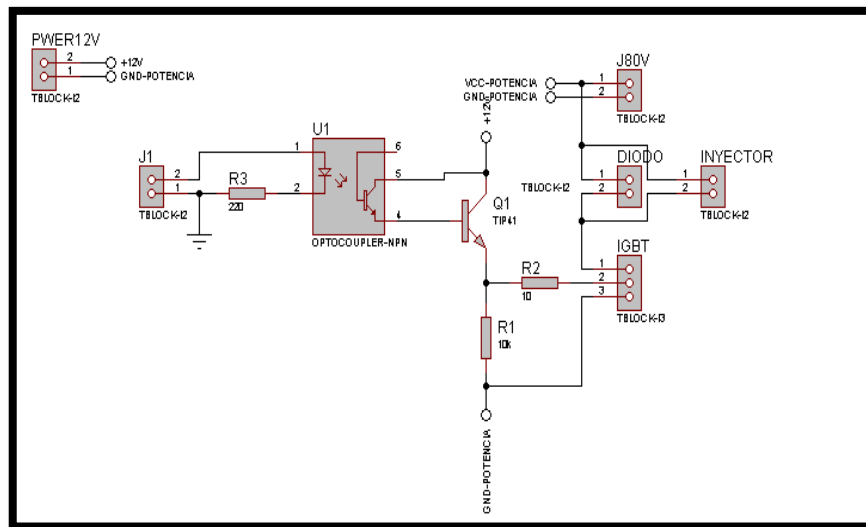 PWER12V
2
+12V
1
GND-POTENCIA
TBLOCK-I2
J1
2
1
TBLOCK-I2
R3
220
U1
1
2
6
5
4
OPTOCOUPLER-NPN
+12V
Q1
TIP41
R2
10
R1
10k
GND-POTENCIA
VCC-POTENCIA
GND-POTENCIA
J80V
1
2
TBLOCK-I2
DIODO
1
2
TBLOCK-I2
INYECTOR
1
2
TBLOCK-I2
IGBT
1
2
3
TBLOCK-I3